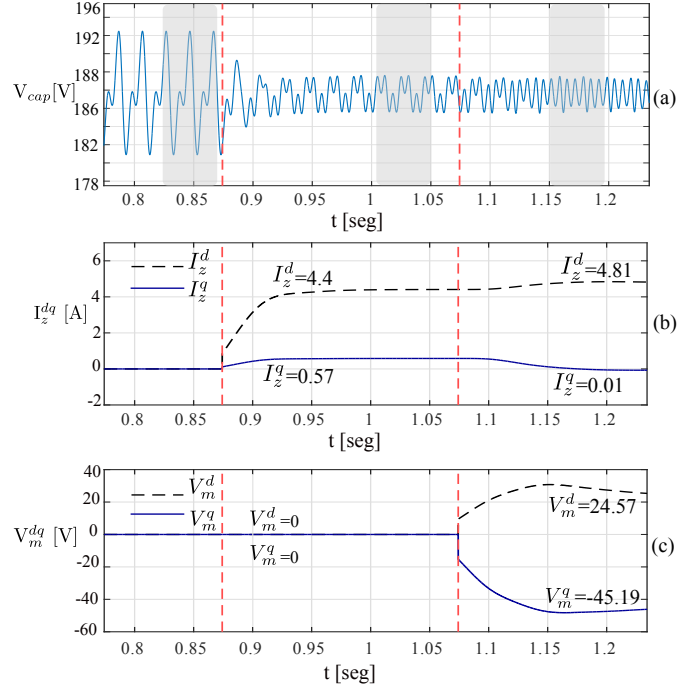 196
192
188
V_cap[V]
186
(a)
182
178
0.8 0.85 0.9 0.95 1 1.05 1.1 1.15 1.2
t [seg]
6
I_z^d
I_z^d=4.4
I_z^d=4.81
4
I_z^q
I_z^dq [A]
2
(b)
0
I_z^q=0.57
I_z^q=0.01
-2
0.8 0.85 0.9 0.95 1 1.05 1.1 1.15 1.2
t [seg]
40
V_m^d
20
V_m^q
V_m^d=0
V_m^d=24.57
V_m^dq [V]
0
(c)
V_m^q=0
-20
-40
V_m^q=-45.19
-60
0.8 0.85 0.9 0.95 1 1.05 1.1 1.15 1.2
t [seg]